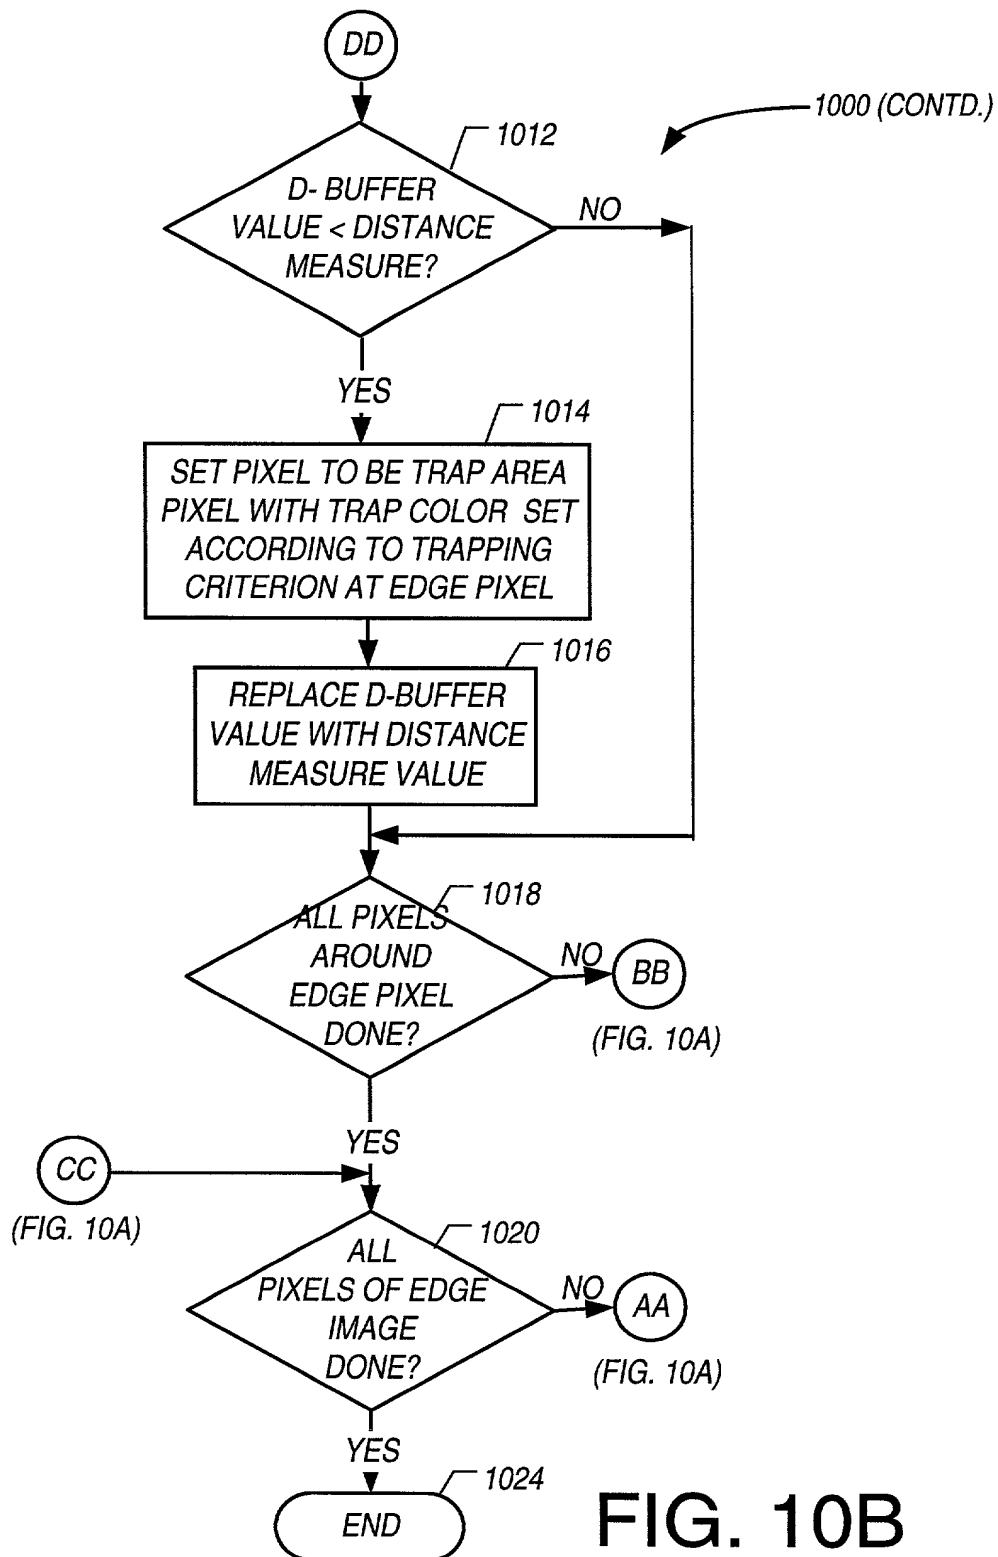 DD
1000 (CONTD.)
1012
D- BUFFER
VALUE < DISTANCE
MEASURE?
NO
YES
1014
SET PIXEL TO BE TRAP AREA
PIXEL WITH TRAP COLOR SET
ACCORDING TO TRAPPING
CRITERION AT EDGE PIXEL
1016
REPLACE D-BUFFER
VALUE WITH DISTANCE
MEASURE VALUE
1018
ALL PIXELS
AROUND
EDGE PIXEL
DONE?
NO
BB
(FIG. 10A)
YES
CC
(FIG. 10A)
1020
ALL
PIXELS OF EDGE
IMAGE
DONE?
NO
AA
(FIG. 10A)
YES
1024
END
FIG. 10B